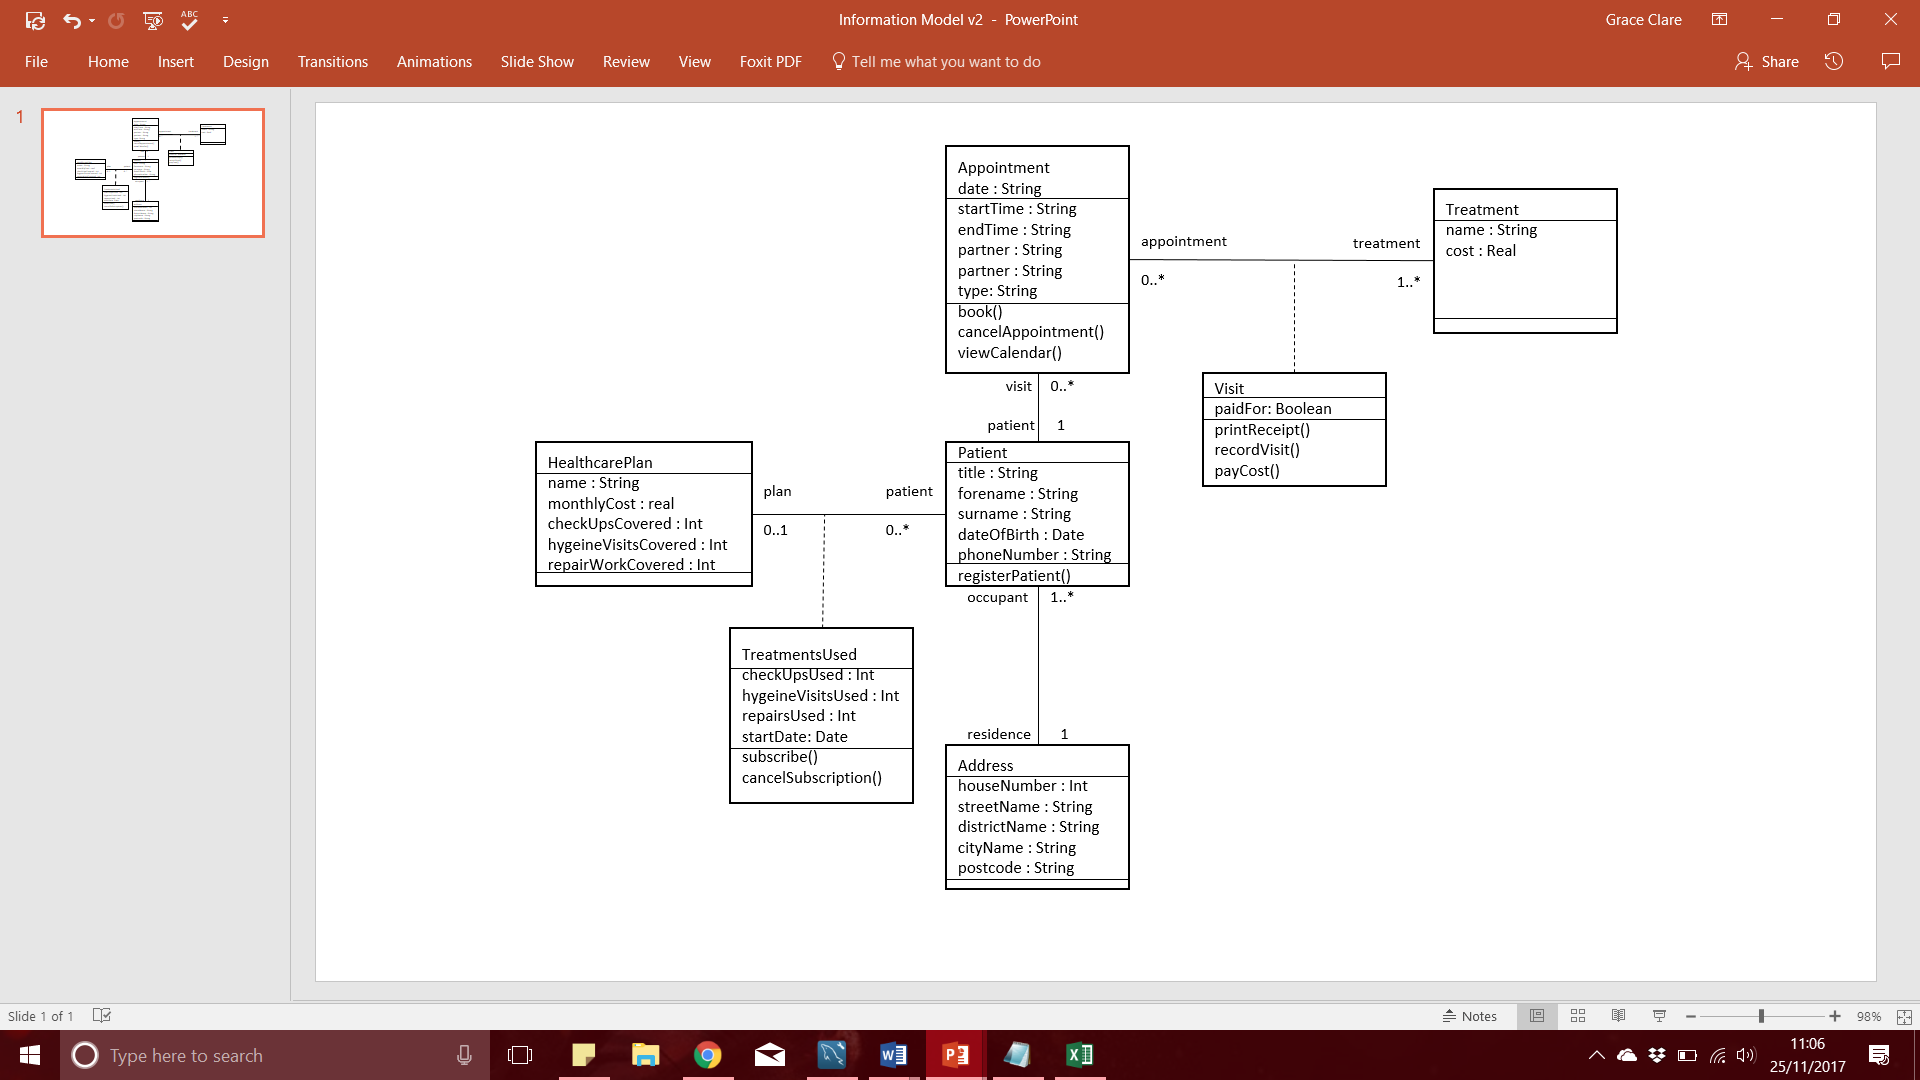 ABC
Information Model v2 - PowerPoint
Grace Clare
File
Home
Insert
Design
Transitions
Animations
Slide Show
Review
View
Foxit PDF
Tell me what you want to do
Share
1
Appointment
date : String
startTime : String
endTime : String
partner : String
partner : String
type: String
book()
cancelAppointment()
viewCalendar()
appointment
0..*
treatment
1..*
Treatment
name : String
cost : Real
Visit
paidFor: Boolean
printReceipt()
recordVisit()
payCost()
visit 0..*
patient 1
HealthcarePlan
name : String
monthlyCost : real
checkUpsCovered : Int
hygeineVisitsCovered : Int
repairWorkCovered : Int
plan
0..1
patient
0..*
Patient
title : String
forename : String
surname : String
dateOfBirth : Date
phoneNumber : String
registerPatient()
occupant 1..*
TreatmentsUsed
checkUpsUsed : Int
hygeineVisitsUsed : Int
repairsUsed : Int
startDate: Date
subscribe()
cancelSubscription()
residence 1
Address
houseNumber : Int
streetName : String
districtName : String
cityName : String
postcode : String
Slide 1 of 1
Notes
98%
Type here to search
11:06
25/11/2017